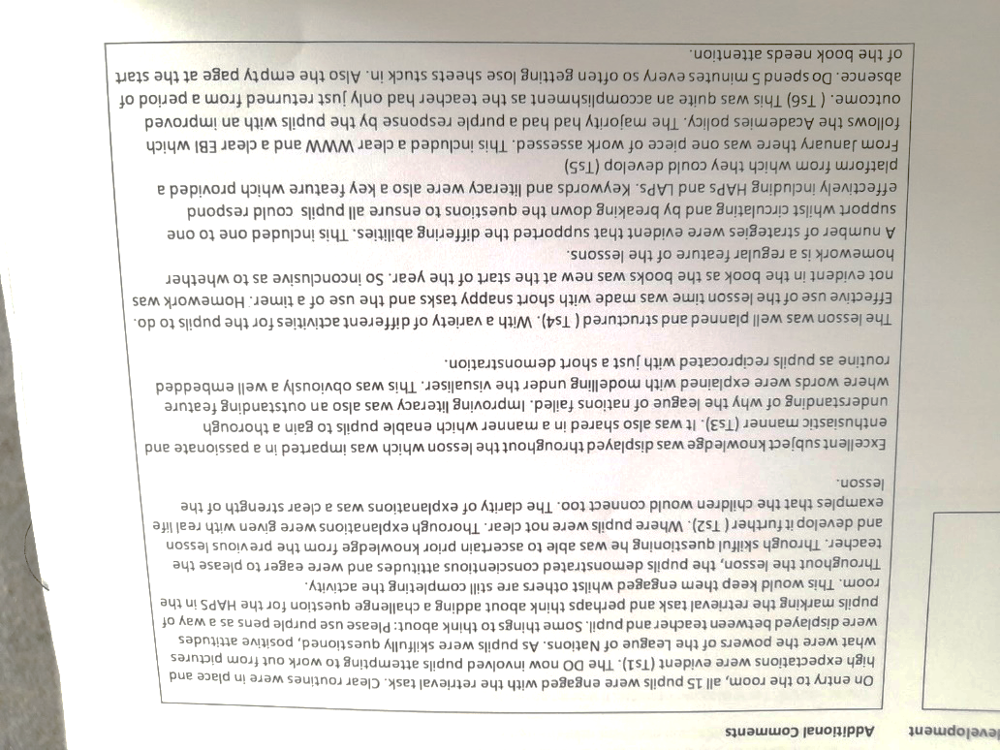 evelopment
Additional Comments
On entry to the room, all 15 pupils were engaged with the retrieval task. Clear routines were in place and
high expectations were evident (Ts1). The DO now involved pupils attempting to work out from pictures
what were the powers of the League of Nations. As pupils were skilfully questioned, positive attitudes
were displayed between teacher and pupil. Some things to think about: Please use purple pens as a way of
pupils marking the retrieval task and perhaps think about adding a challenge question for the HAPS in the
room. This would keep them engaged whilst others are still completing the activity.
Throughout the lesson, the pupils demonstrated conscientious attitudes and were eager to please the
teacher. Through skilful questioning he was able to ascertain prior knowledge from the previous lesson
and develop it further ( Ts2). Where pupils were not clear. Thorough explanations were given with real life
examples that the children would connect too. The clarity of explanations was a clear strength of the
lesson.
Excellent subject knowledge was displayed throughout the lesson which was imparted in a passionate and
enthusiastic manner (Ts3). It was also shared in a manner which enable pupils to gain a thorough
understanding of why the league of nations failed. Improving literacy was also an outstanding feature
where words were explained with modelling under the visualiser. This was obviously a well embedded
routine as pupils reciprocated with just a short demonstration.
The lesson was well planned and structured ( Ts4). With a variety of different activities for the pupils to do.
Effective use of the lesson time was made with short snappy tasks and the use of a timer. Homework was
not evident in the book as the books was new at the start of the year. So inconclusive as to whether
homework is a regular feature of the lessons.
A number of strategies were evident that supported the differing abilities. This included one to one
support whilst circulating and by breaking down the questions to ensure all pupils could respond
effectively including HAPs and LAPs. Keywords and literacy were also a key feature which provided a
platform from which they could develop (Ts5)
From January there was one piece of work assessed. This included a clear WWW and a clear EBI which
follows the Academies policy. The majority had had a purple response by the pupils with an improved
outcome. ( Ts6) This was quite an accomplishment as the teacher had only just returned from a period of
absence. Do spend 5 minutes every so often getting lose sheets stuck in. Also the empty page at the start
of the book needs attention.